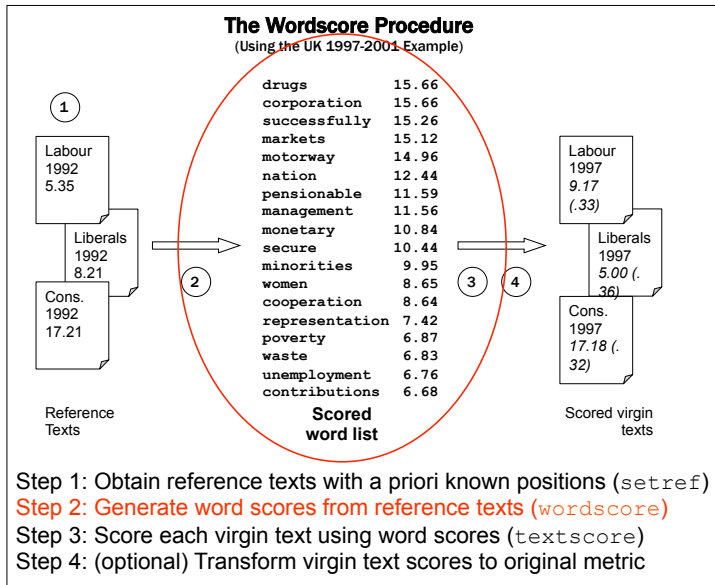 The Wordscore Procedure
(Using the UK 1997-2001 Example)
1
Labour
1992
5.35
Liberals
1992
8.21
Cons.
1992
17.21
Reference
Texts
2
drugs 15.66
corporation 15.66
successfully 15.26
markets 15.12
motorway 14.96
nation 12.44
pensionable 11.59
management 11.56
monetary 10.84
secure 10.44
minorities 9.95
women 8.65
cooperation 8.64
representation 7.42
poverty 6.87
waste 6.83
unemployment 6.76
contributions 6.68
Scored
word list
3
4
Labour
1997
9.17
(.33)
Liberals
1997
5.00 (.
36)
Cons.
1997
17.18 (.
32)
Scored virgin
texts
Step 1: Obtain reference texts with a priori known positions (setref)
Step 2: Generate word scores from reference texts (wordscore)
Step 3: Score each virgin text using word scores (textscore)
Step 4: (optional) Transform virgin text scores to original metric